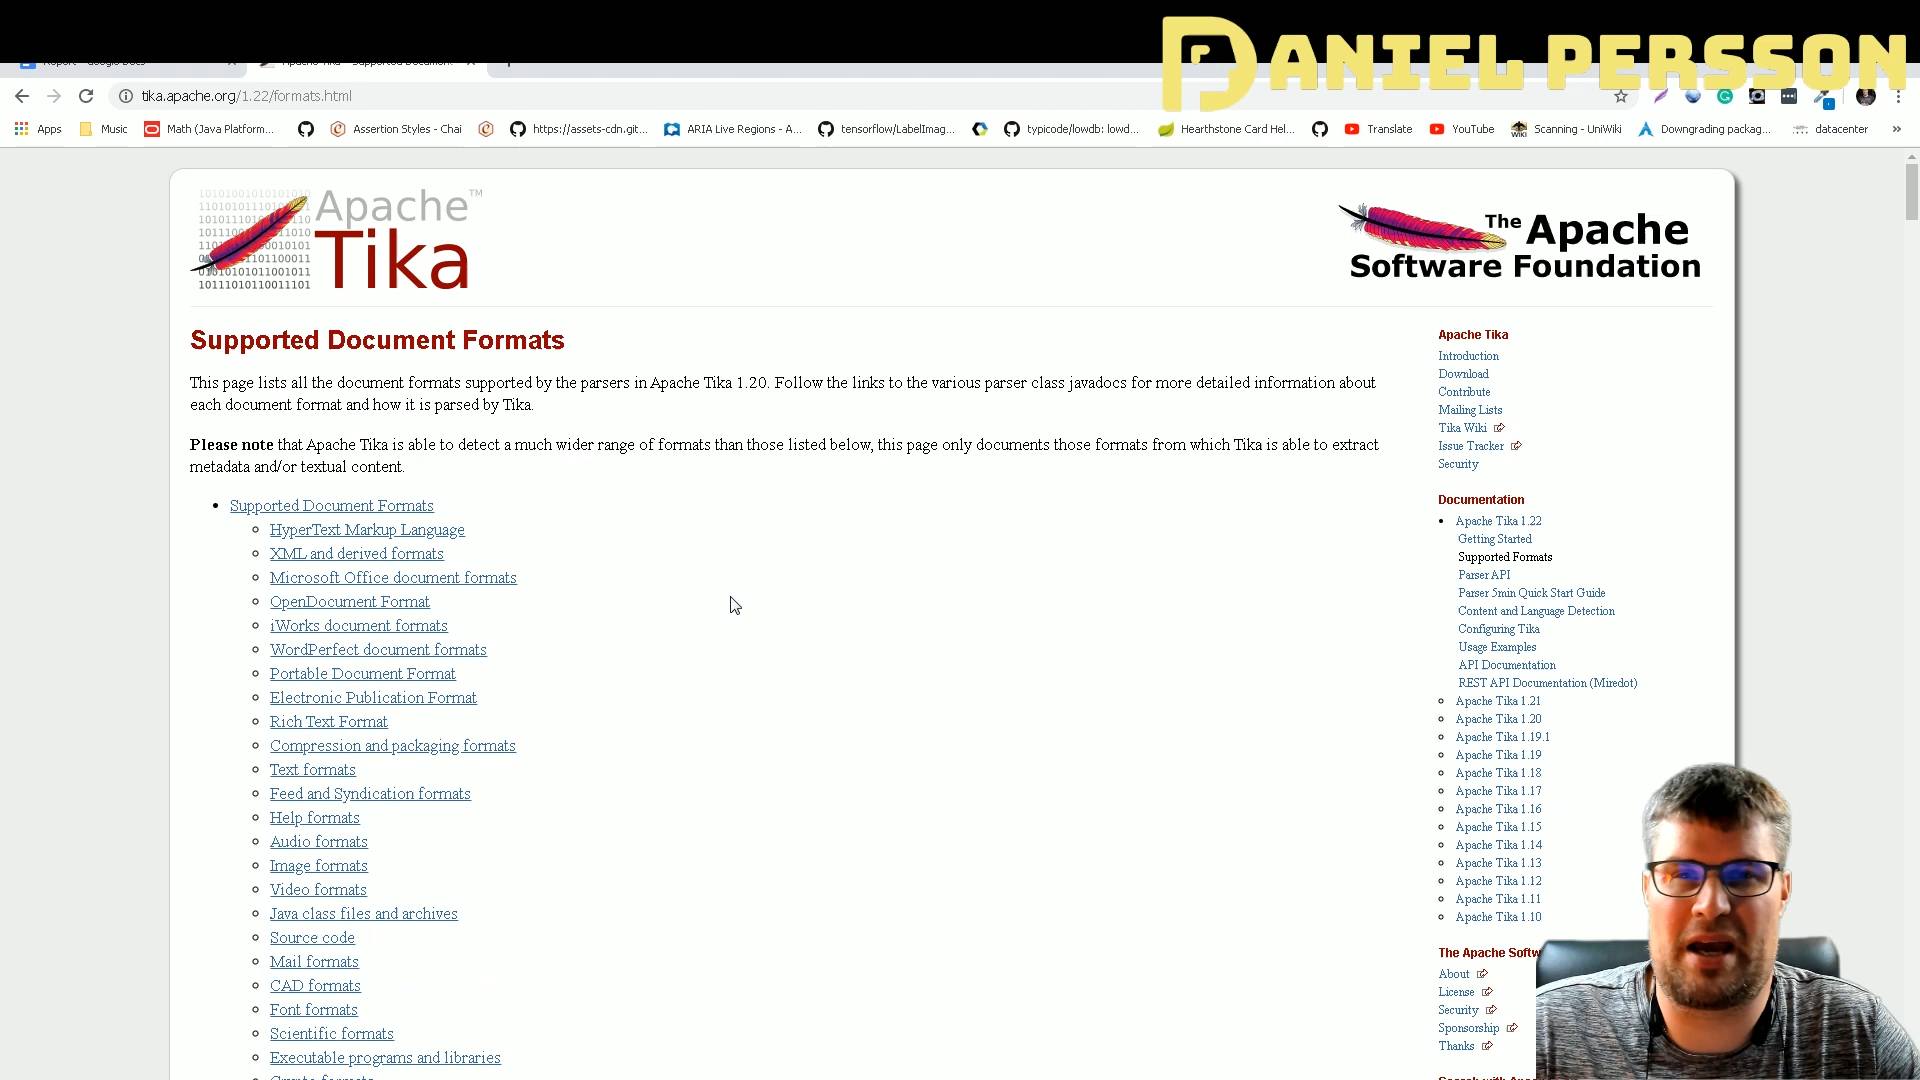 DANIEL PERSSON
Report - Google Docs
tika.apache.org/1.22/formats.html
Apps
Music
Math (Java Platform...
Assertion Styles - Chai
https://assets-cdn.git...
ARIA Live Regions - A...
tensorflow/LabelImag...
typicode/lowdb: lowd...
Hearthstone Card Hel...
Translate
YouTube
Scanning - UniWiki
Downgrading packag...
datacenter
»
Apache™
Tika
The Apache
Software Foundation
Supported Document Formats
This page lists all the document formats supported by the parsers in Apache Tika 1.20. Follow the links to the various parser class javadocs for more detailed information about
each document format and how it is parsed by Tika.
Please note that Apache Tika is able to detect a much wider range of formats than those listed below, this page only documents those formats from which Tika is able to extract
metadata and/or textual content.
Supported Document Formats
HyperText Markup Language
XML and derived formats
Microsoft Office document formats
OpenDocument Format
iWorks document formats
WordPerfect document formats
Portable Document Format
Electronic Publication Format
Rich Text Format
Compression and packaging formats
Text formats
Feed and Syndication formats
Help formats
Audio formats
Image formats
Video formats
Java class files and archives
Source code
Mail formats
CAD formats
Font formats
Scientific formats
Executable programs and libraries
Apache Tika
Introduction
Download
Contribute
Mailing Lists
Tika Wiki
Issue Tracker
Security
Documentation
Apache Tika 1.22
Getting Started
Supported Formats
Parser API
Parser 5min Quick Start Guide
Content and Language Detection
Configuring Tika
Usage Examples
API Documentation
REST API Documentation (Miredot)
Apache Tika 1.21
Apache Tika 1.20
Apache Tika 1.19.1
Apache Tika 1.19
Apache Tika 1.18
Apache Tika 1.17
Apache Tika 1.16
Apache Tika 1.15
Apache Tika 1.14
Apache Tika 1.13
Apache Tika 1.12
Apache Tika 1.11
Apache Tika 1.10
The Apache Softw
About
License
Security
Sponsorship
Thanks